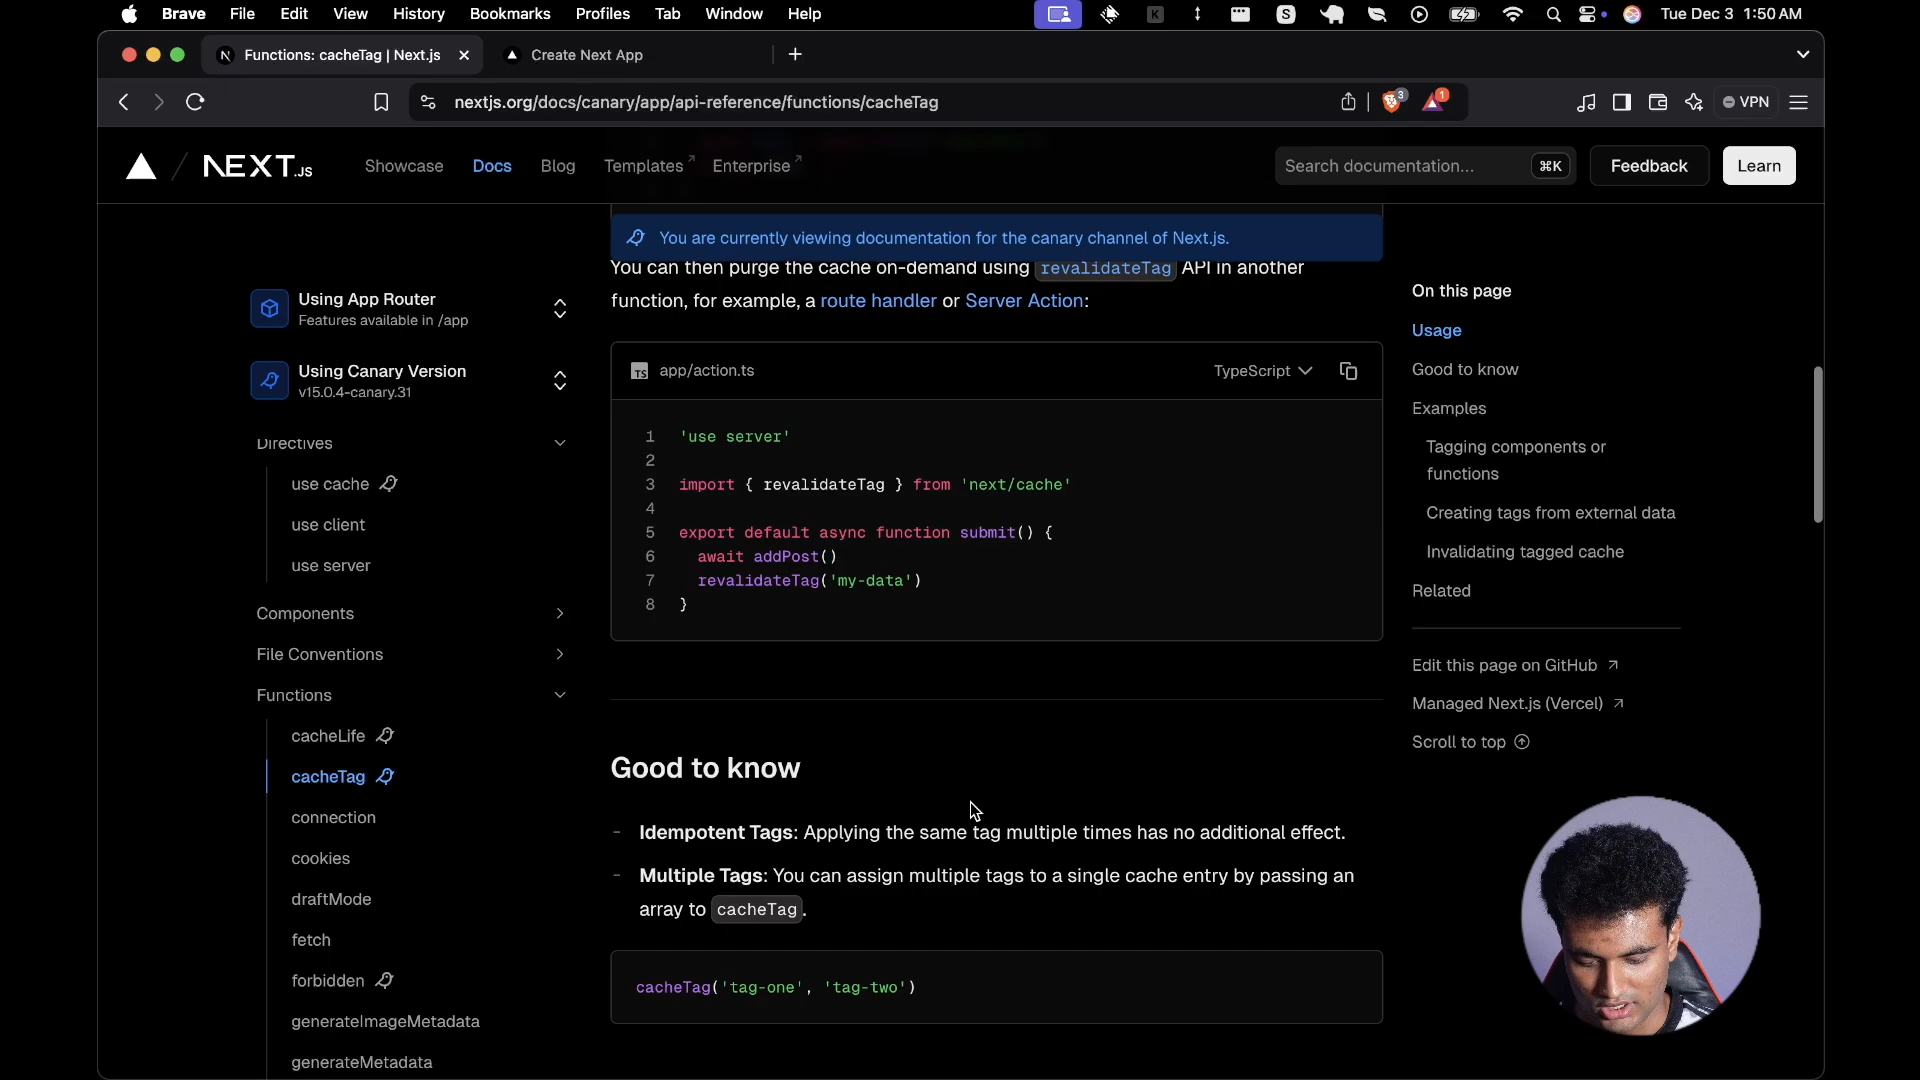 Brave File Edit View History Bookmarks Profiles Tab Window Help
K S Tue Dec 3 1:50 AM
N Functions: cacheTag | Next.js
Create Next App
nextjs.org/docs/canary/app/api-reference/functions/cacheTag
3
1
VPN
NEXT.JS
Showcase Docs Blog Templates Enterprise
Search documentation... ⌘K Feedback Learn
Using App Router
Features available in /app
Using Canary Version
v15.0.4-canary.31
Directives
use cache
use client
use server
Components
File Conventions
Functions
cacheLife
cacheTag
connection
cookies
draftMode
fetch
forbidden
generateImageMetadata
generateMetadata
You are currently viewing documentation for the canary channel of Next.js.
You can then purge the cache on-demand using revalidateTag API in another
function, for example, a route handler or Server Action:
TS app/action.ts TypeScript
1 'use server'
2
3 import { revalidateTag } from 'next/cache'
4
5 export default async function submit() {
6 await addPost()
7 revalidateTag('my-data')
8 }
Good to know
- Idempotent Tags: Applying the same tag multiple times has no additional effect.
- Multiple Tags: You can assign multiple tags to a single cache entry by passing an
array to cacheTag.
cacheTag('tag-one', 'tag-two')
On this page
Usage
Good to know
Examples
Tagging components or
functions
Creating tags from external data
Invalidating tagged cache
Related
Edit this page on GitHub
Managed Next.js (Vercel)
Scroll to top